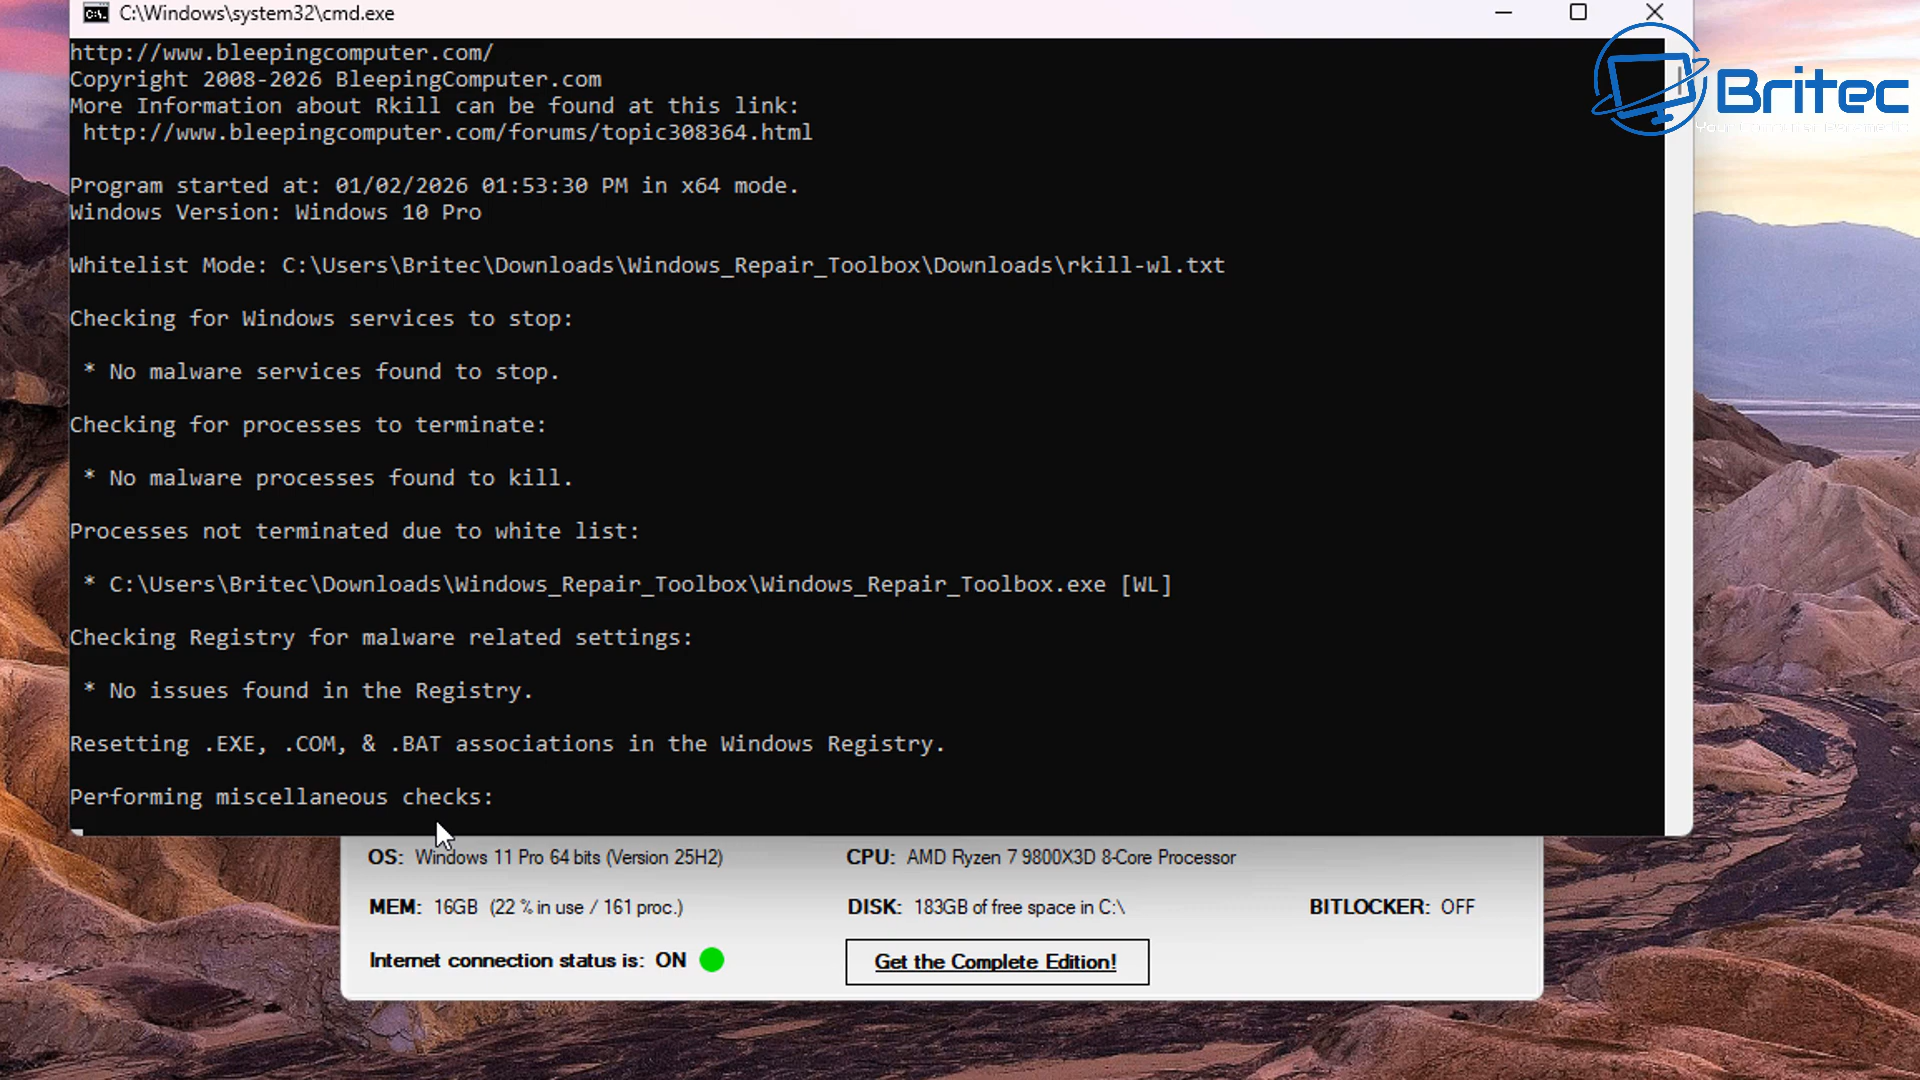 C:\Windows\system32\cmd.exe
http://www.bleepingcomputer.com/
Copyright 2008-2026 BleepingComputer.com
More Information about Rkill can be found at this link:
http://www.bleepingcomputer.com/forums/topic308364.html
Program started at: 01/02/2026 01:53:30 PM in x64 mode.
Windows Version: Windows 10 Pro
Whitelist Mode: C:\Users\Britec\Downloads\Windows_Repair_Toolbox\Downloads\rkill-wl.txt
Checking for Windows services to stop:
* No malware services found to stop.
Checking for processes to terminate:
* No malware processes found to kill.
Processes not terminated due to white list:
* C:\Users\Britec\Downloads\Windows_Repair_Toolbox\Windows_Repair_Toolbox.exe [WL]
Checking Registry for malware related settings:
* No issues found in the Registry.
Resetting .EXE, .COM, & .BAT associations in the Windows Registry.
Performing miscellaneous checks:
OS: Windows 11 Pro 64 bits (Version 25H2)
CPU: AMD Ryzen 7 9800X3D 8-Core Processor
MEM: 16GB (22 % in use / 161 proc.)
DISK: 183GB of free space in C:\
BITLOCKER: OFF
Internet connection status is: ON
Get the Complete Edition!
Britec